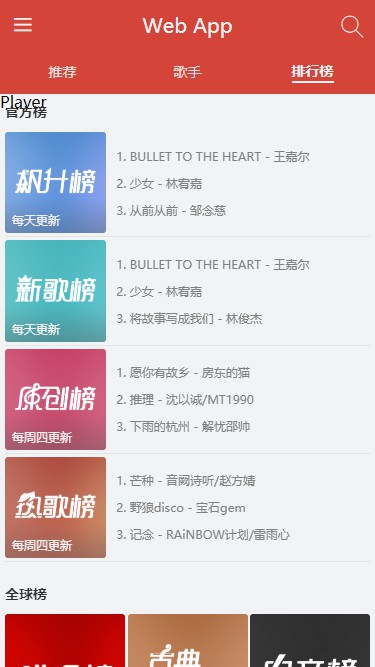 Web App
推荐
歌手
排行榜
Player
官方榜
飙升榜
每天更新
1. BULLET TO THE HEART - 王嘉尔
2. 少女 - 林宥嘉
3. 从前从前 - 邹念慈
新歌榜
每天更新
1. BULLET TO THE HEART - 王嘉尔
2. 少女 - 林宥嘉
3. 将故事写成我们 - 林俊杰
原创榜
每周四更新
1. 愿你有故乡 - 房东的猫
2. 推理 - 沈以诚/MT1990
3. 下雨的杭州 - 解忧邵帅
热歌榜
每周四更新
1. 芒种 - 音阙诗听/赵方婧
2. 野狼disco - 宝石gem
3. 记念 - RAiNBOW计划/雷雨心
全球榜
古典